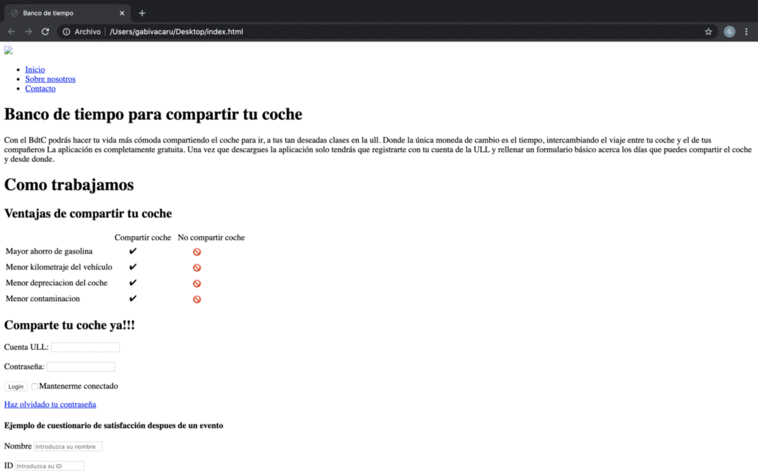 Banco de tiempo
Archivo /Users/gabivacaru/Desktop/index.html G
Inicio
Sobre nosotros
Contacto
Banco de tiempo para compartir tu coche
Con el BdtC podrás hacer tu vida más cómoda compartiendo el coche para ir, a tus tan deseadas clases en la ull. Donde la única moneda de cambio es el tiempo, intercambiando el viaje entre tu coche y el de tus
compañeros La aplicación es completamente gratuita. Una vez que descargues la aplicación solo tendrás que registrarte con tu cuenta de la ULL y rellenar un formulario básico acerca los días que puedes compartir el coche
y desde donde.
Como trabajamos
Ventajas de compartir tu coche
Compartir coche No compartir coche
Mayor ahorro de gasolina ✔ 🚫
Menor kilometraje del vehículo ✔ 🚫
Menor depreciacion del coche ✔ 🚫
Menor contaminacion ✔ 🚫
Comparte tu coche ya!!!
Cuenta ULL:
Contraseña:
Login Mantenerme conectado
Haz olvidado tu contraseña
Ejemplo de cuestionario de satisfacción despues de un evento
Nombre Introduzca su nombre
ID Introduzca su ID